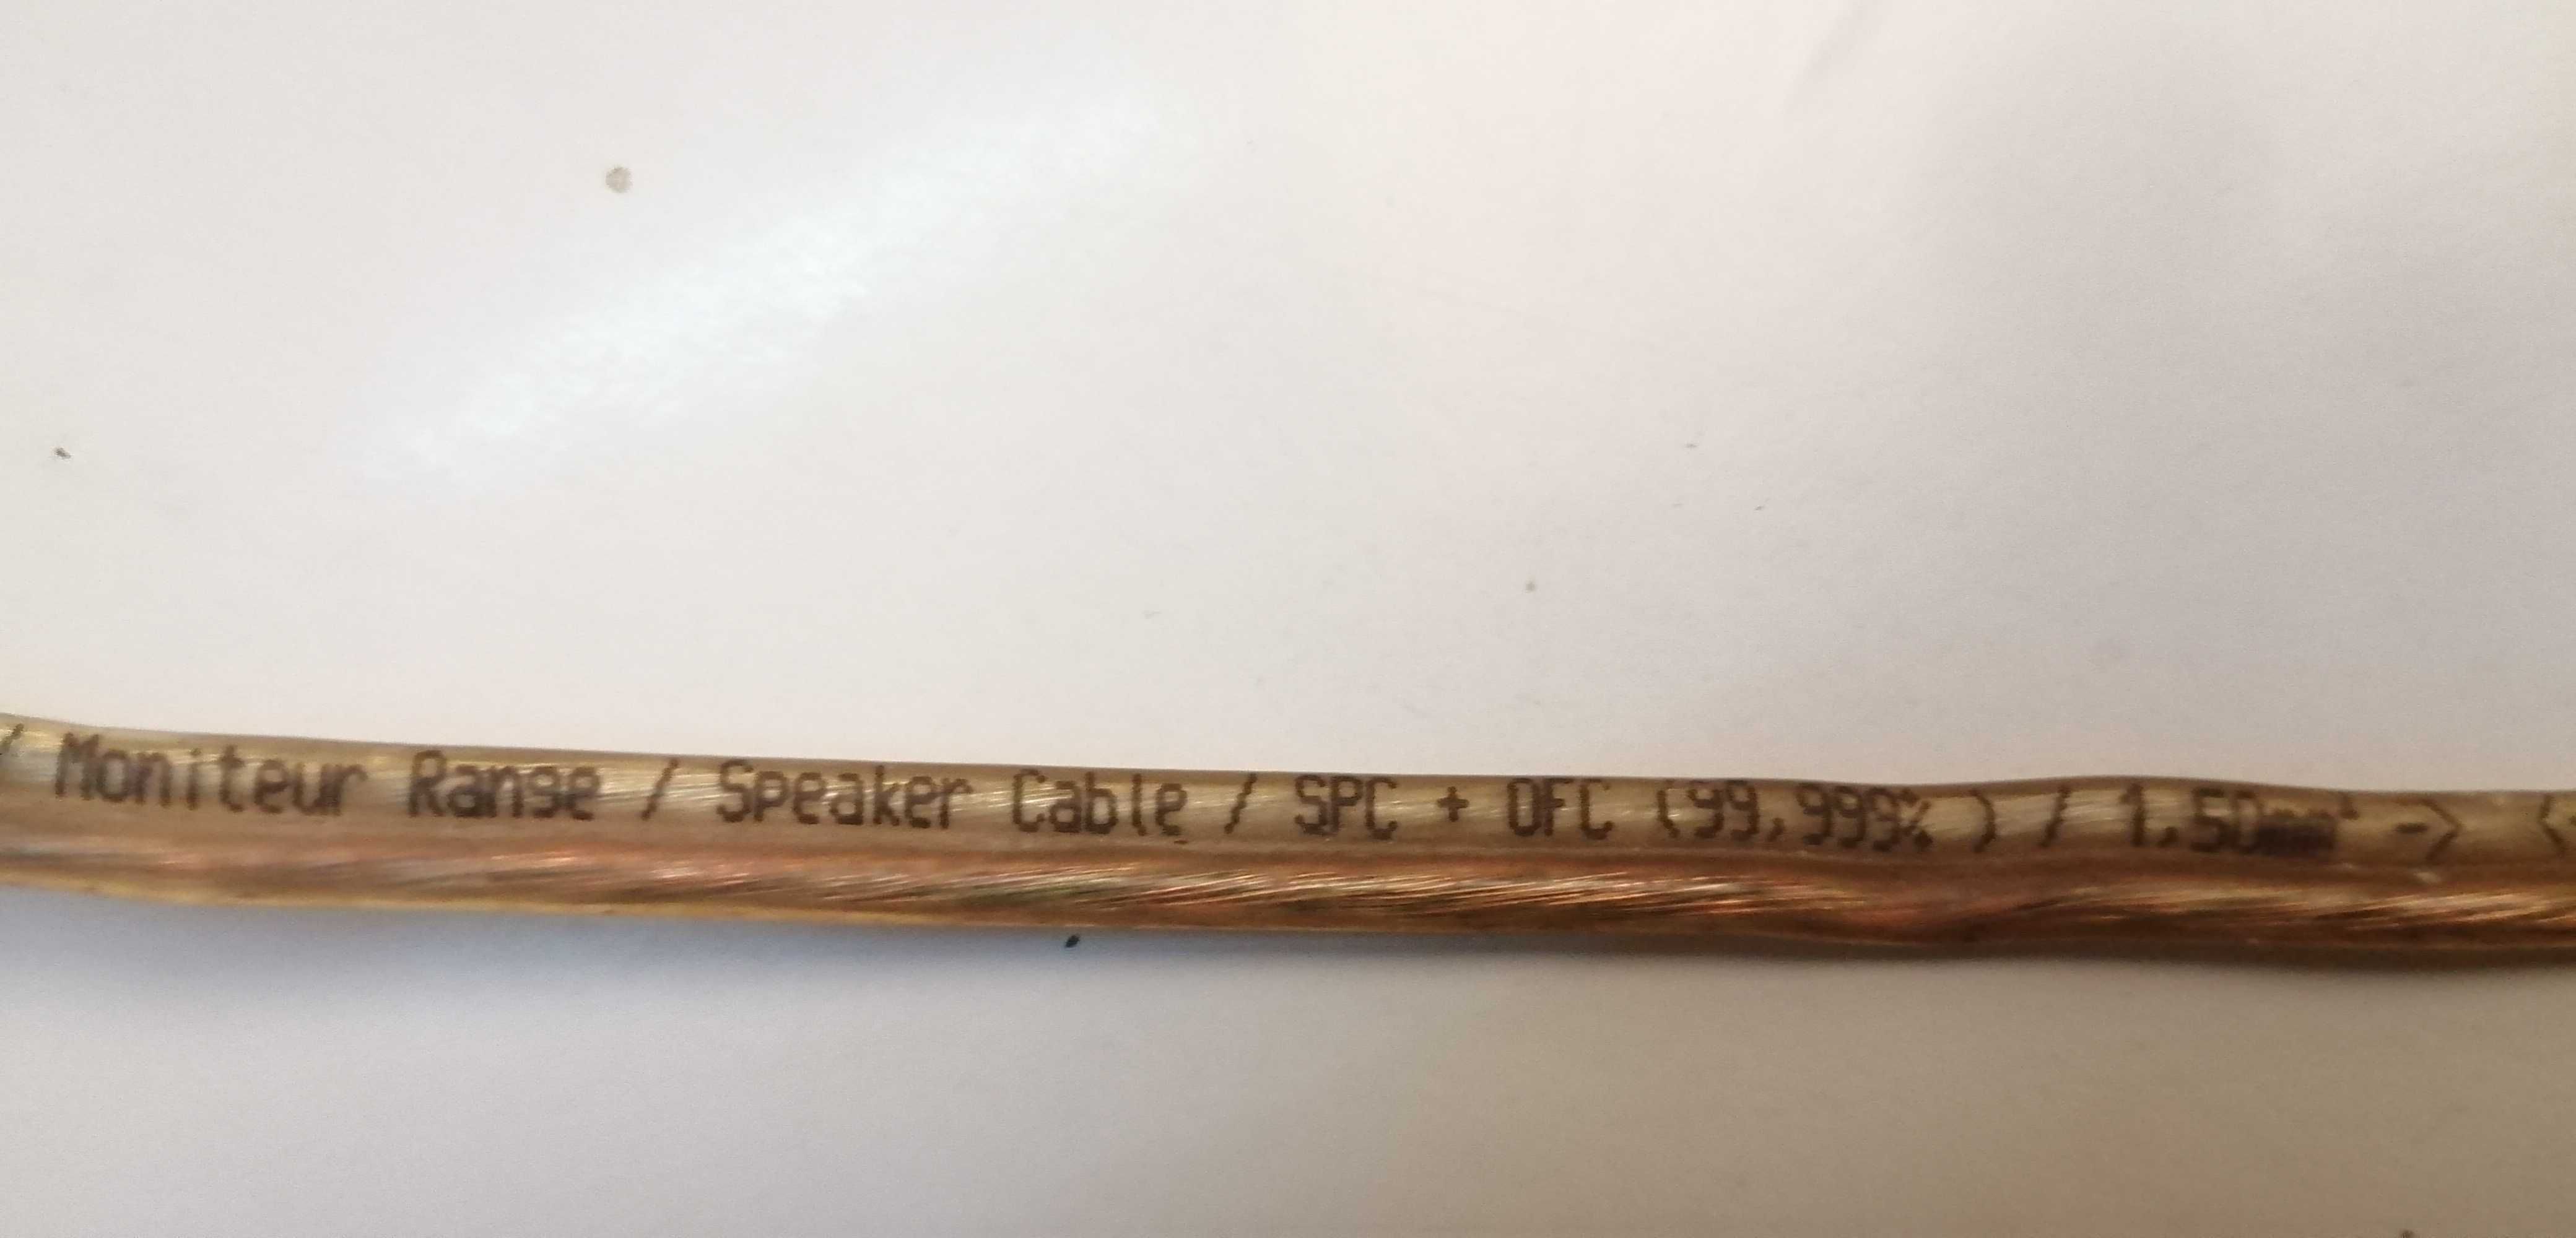 / Moniteur Range / Speaker Cable / SPC + OFC (99,999% ) / 1,50mm² -> <